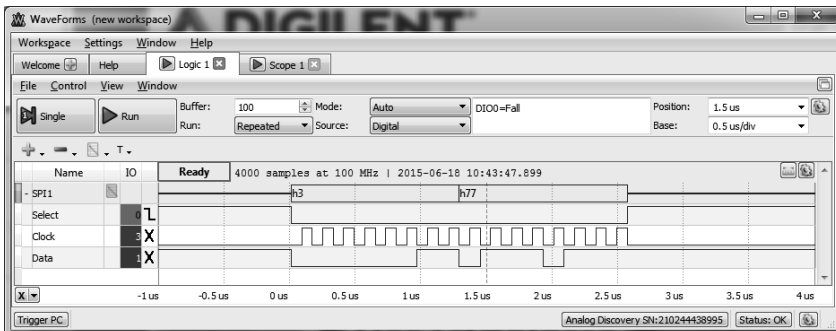 WaveForms (new workspace)
DIGILENT
Workspace Settings Window Help
Welcome Help Logic 1 Scope 1
File Control View Window
Single Run Buffer: 100 Mode: Auto DIO0=Fall Position: 1.5 us
Run: Repeated Source: Digital Base: 0.5 us/div
T
Name IO Ready 4000 samples at 100 MHz | 2015-06-18 10:43:47.899
- SPI1 h3 h77
Select 0
Clock 3 X
Data 1 X
X -1 us -0.5 us 0 us 0.5 us 1 us 1.5 us 2 us 2.5 us 3 us 3.5 us 4 us
Trigger PC Analog Discovery SN:210244438995 Status: OK